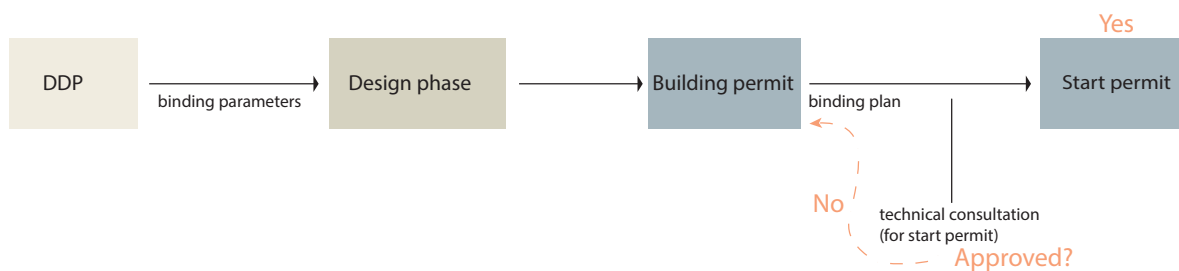 Yes
DDP
binding parameters
Design phase
Building permit
binding plan
Start permit
No
technical consultation
(for start permit)
Approved?